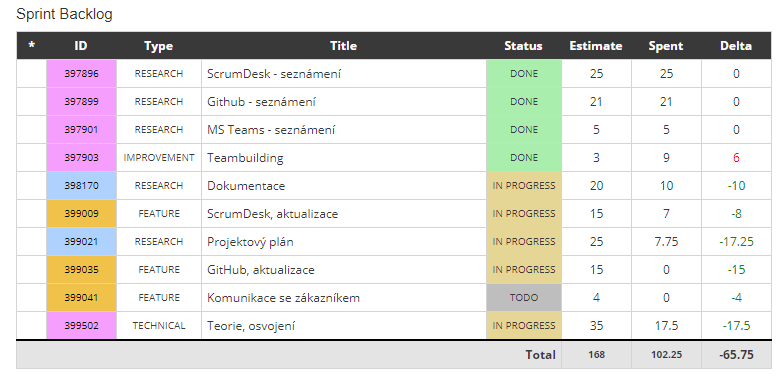 Sprint Backlog
* ID Type Title Status Estimate Spent Delta
397896 RESEARCH ScrumDesk - seznámení DONE 25 25 0
397899 RESEARCH Github - seznámení DONE 21 21 0
397901 RESEARCH MS Teams - seznámení DONE 5 5 0
397903 IMPROVEMENT Teambuilding DONE 3 9 6
398170 RESEARCH Dokumentace IN PROGRESS 20 10 -10
399009 FEATURE ScrumDesk, aktualizace IN PROGRESS 15 7 -8
399021 RESEARCH Projektový plán IN PROGRESS 25 7.75 -17.25
399035 FEATURE GitHub, aktualizace IN PROGRESS 15 0 -15
399041 FEATURE Komunikace se zákazníkem TODO 4 0 -4
399502 TECHNICAL Teorie, osvojení IN PROGRESS 35 17.5 -17.5
Total 168 102.25 -65.75